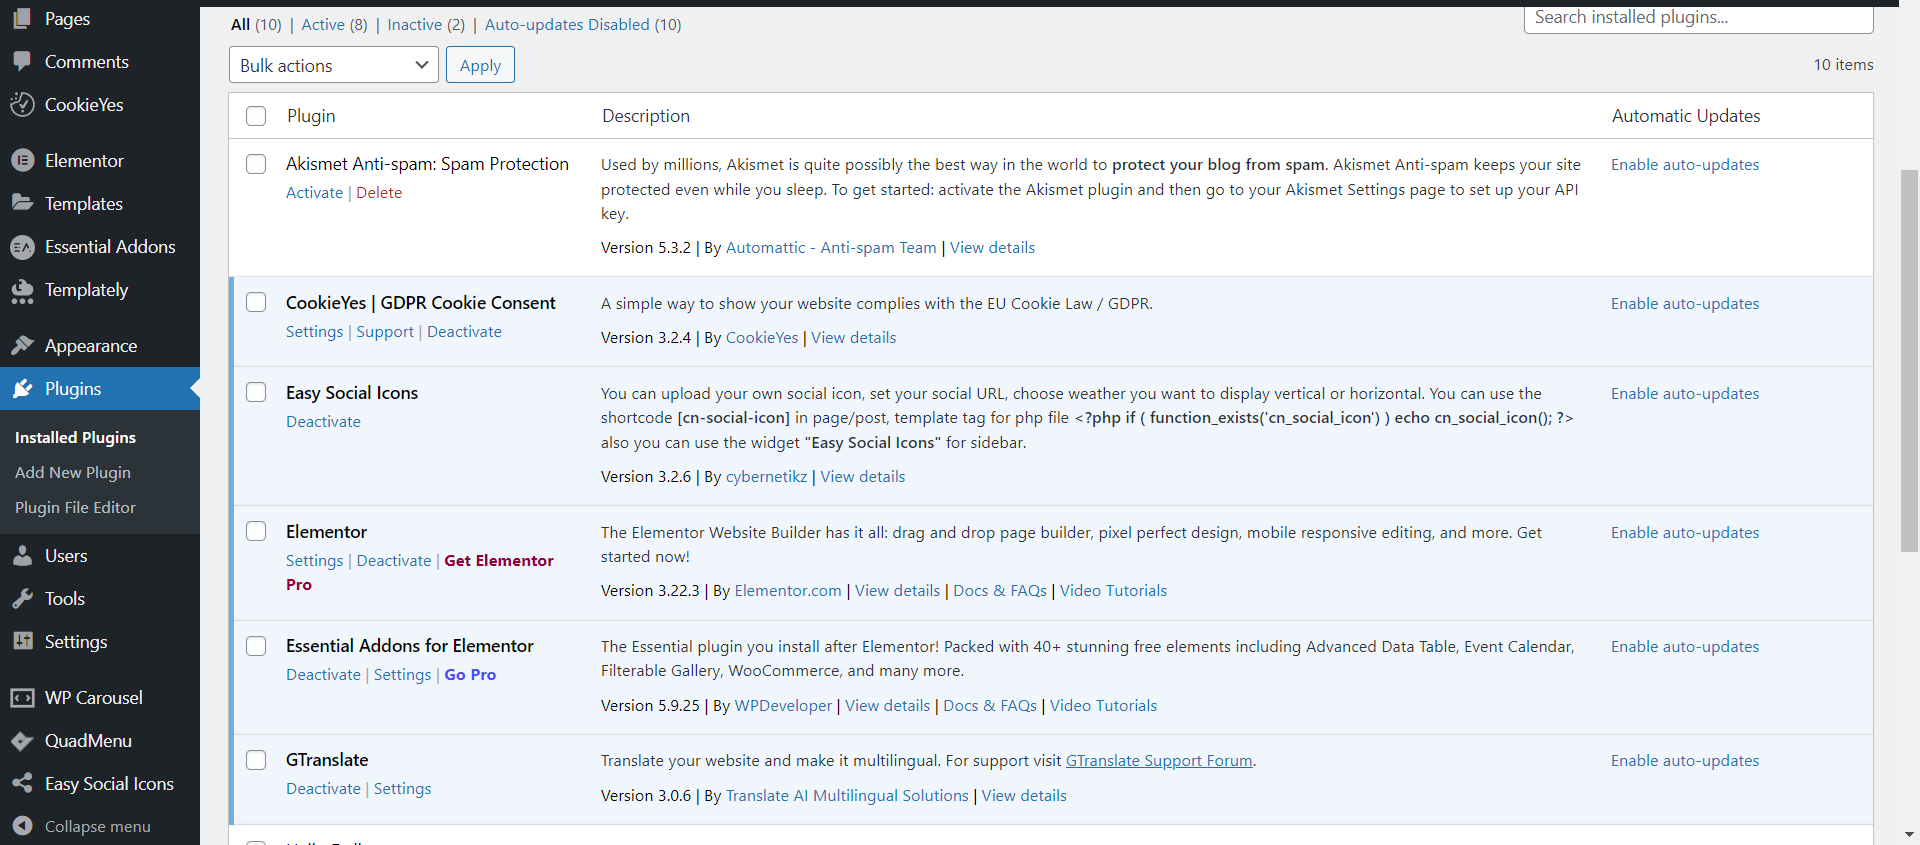 Pages
Comments
CookieYes
Elementor
Templates
Essential Addons
Templately
Appearance
Plugins
Installed Plugins
Add New Plugin
Plugin File Editor
Users
Tools
Settings
WP Carousel
QuadMenu
Easy Social Icons
Collapse menu
All (10) | Active (8) | Inactive (2) | Auto-updates Disabled (10)
Search installed plugins...
Bulk actions
Apply
10 items
Plugin
Description
Automatic Updates
Akismet Anti-spam: Spam Protection
Activate | Delete
Used by millions, Akismet is quite possibly the best way in the world to protect your blog from spam. Akismet Anti-spam keeps your site
protected even while you sleep. To get started: activate the Akismet plugin and then go to your Akismet Settings page to set up your API
key.
Version 5.3.2 | By Automattic - Anti-spam Team | View details
Enable auto-updates
CookieYes | GDPR Cookie Consent
Settings | Support | Deactivate
A simple way to show your website complies with the EU Cookie Law / GDPR.
Version 3.2.4 | By CookieYes | View details
Enable auto-updates
Easy Social Icons
Deactivate
You can upload your own social icon, set your social URL, choose weather you want to display vertical or horizontal. You can use the
shortcode [cn-social-icon] in page/post, template tag for php file <?php if ( function_exists('cn_social_icon') ) echo cn_social_icon(); ?>
also you can use the widget "Easy Social Icons" for sidebar.
Version 3.2.6 | By cybernetikz | View details
Enable auto-updates
Elementor
Settings | Deactivate | Get Elementor
Pro
The Elementor Website Builder has it all: drag and drop page builder, pixel perfect design, mobile responsive editing, and more. Get
started now!
Version 3.22.3 | By Elementor.com | View details | Docs & FAQs | Video Tutorials
Enable auto-updates
Essential Addons for Elementor
Deactivate | Settings | Go Pro
The Essential plugin you install after Elementor! Packed with 40+ stunning free elements including Advanced Data Table, Event Calendar,
Filterable Gallery, WooCommerce, and many more.
Version 5.9.25 | By WPDeveloper | View details | Docs & FAQs | Video Tutorials
Enable auto-updates
GTranslate
Deactivate | Settings
Translate your website and make it multilingual. For support visit GTranslate Support Forum.
Version 3.0.6 | By Translate AI Multilingual Solutions | View details
Enable auto-updates